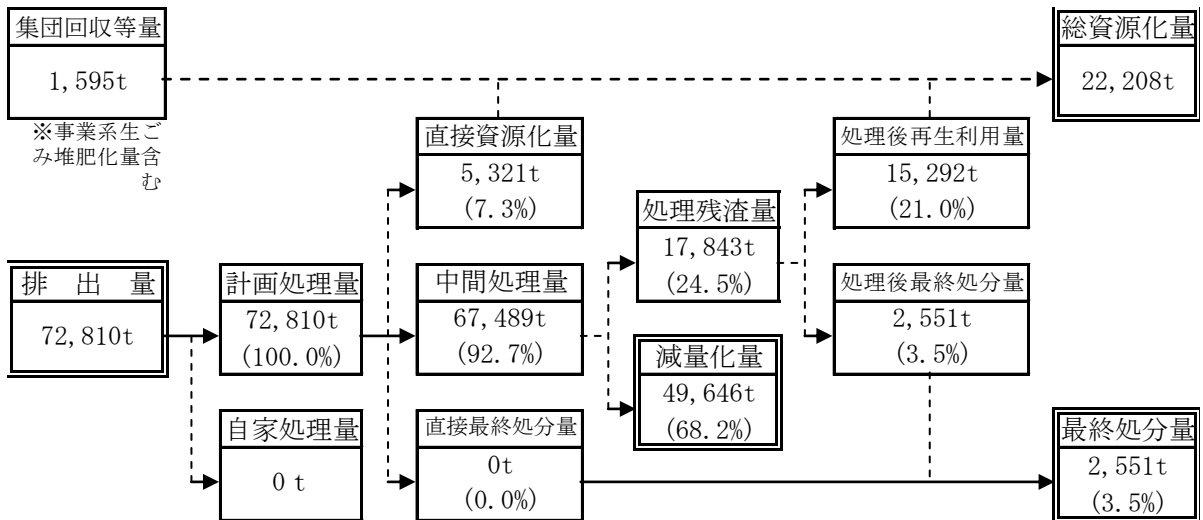 集団回収等量
1,595t
※事業系生ご
み堆肥化量含
む
総資源化量
22,208t
直接資源化量
5,321t
(7.3%)
処理後再生利用量
15,292t
(21.0%)
処理残渣量
17,843t
(24.5%)
排 出 量
72,810t
計画処理量
72,810t
(100.0%)
中間処理量
67,489t
(92.7%)
処理後最終処分量
2,551t
(3.5%)
減量化量
49,646t
(68.2%)
自家処理量
0 t
直接最終処分量
0t
(0.0%)
最終処分量
2,551t
(3.5%)